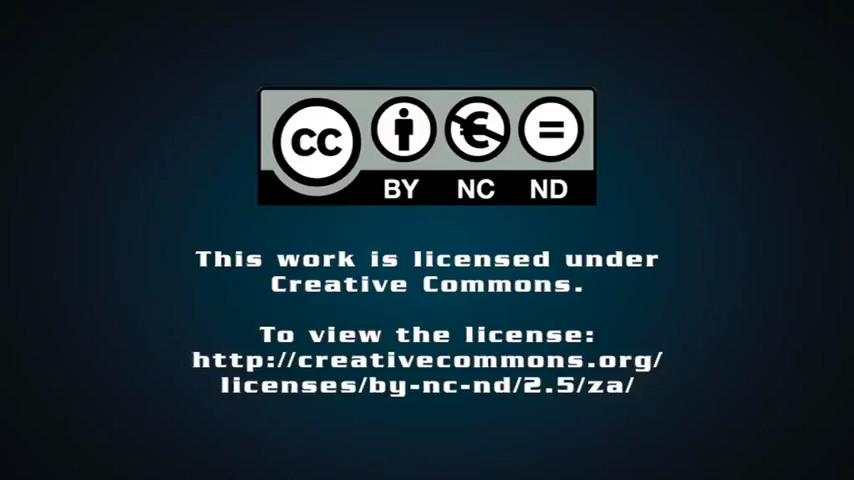 CC
BY NC ND
This work is licensed under
Creative Commons.
To view the license:
http://creativecommons.org/
licenses/by-nc-nd/2.5/za/